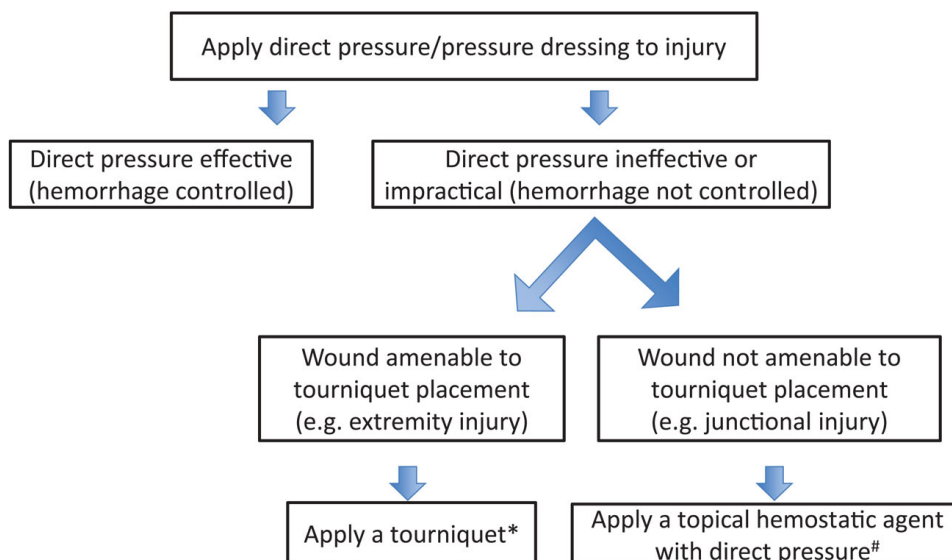 Apply direct pressure/pressure dressing to injury
Direct pressure effective
(hemorrhage controlled)
Direct pressure ineffective or
impractical (hemorrhage not controlled)
Wound amenable to
tourniquet placement
(e.g. extremity injury)
Wound not amenable to
tourniquet placement
(e.g. junctional injury)
Apply a tourniquet*
Apply a topical hemostatic agent
with direct pressure#